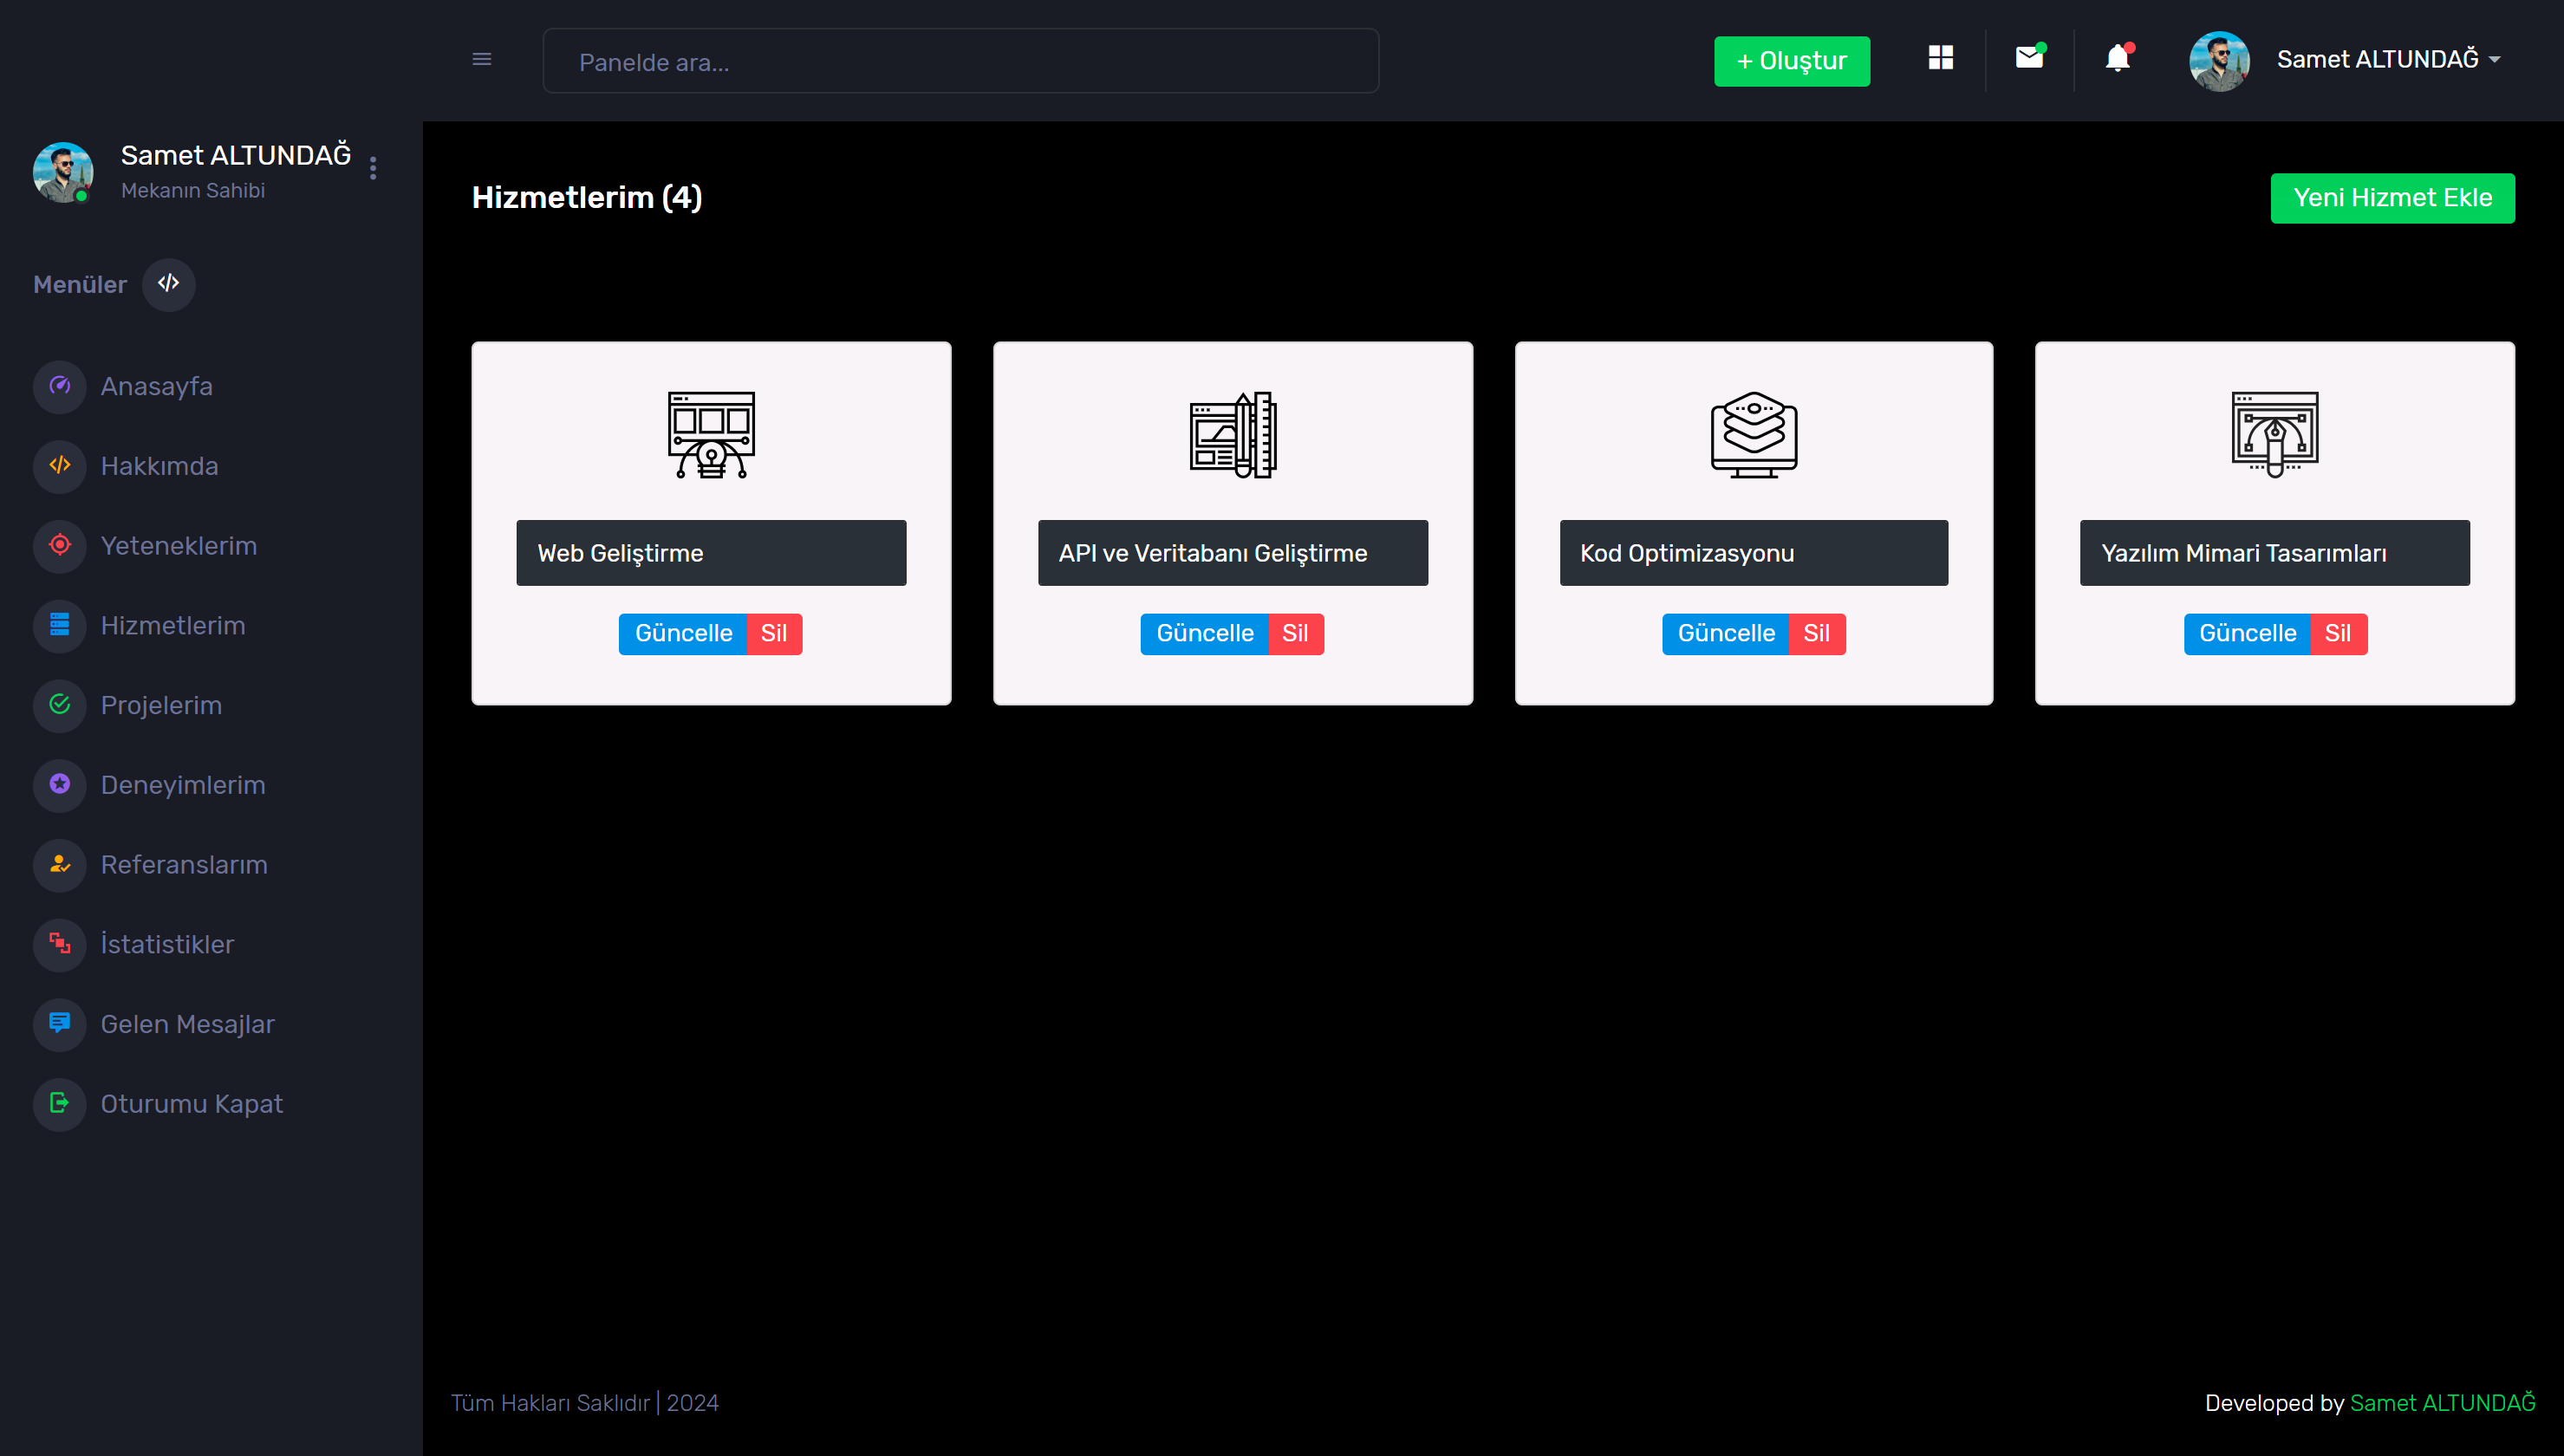 Panelde ara...
+ Oluştur
Samet ALTUNDAĞ
Samet ALTUNDAĞ
Mekanın Sahibi
Menüler
Anasayfa
Hakkımda
Yeteneklerim
Hizmetlerim
Projelerim
Deneyimlerim
Referanslarım
İstatistikler
Gelen Mesajlar
Oturumu Kapat
Hizmetlerim (4)
Yeni Hizmet Ekle
Web Geliştirme
Güncelle Sil
API ve Veritabanı Geliştirme
Güncelle Sil
Kod Optimizasyonu
Güncelle Sil
Yazılım Mimari Tasarımları
Güncelle Sil
Tüm Hakları Saklıdır | 2024
Developed by Samet ALTUNDAĞ